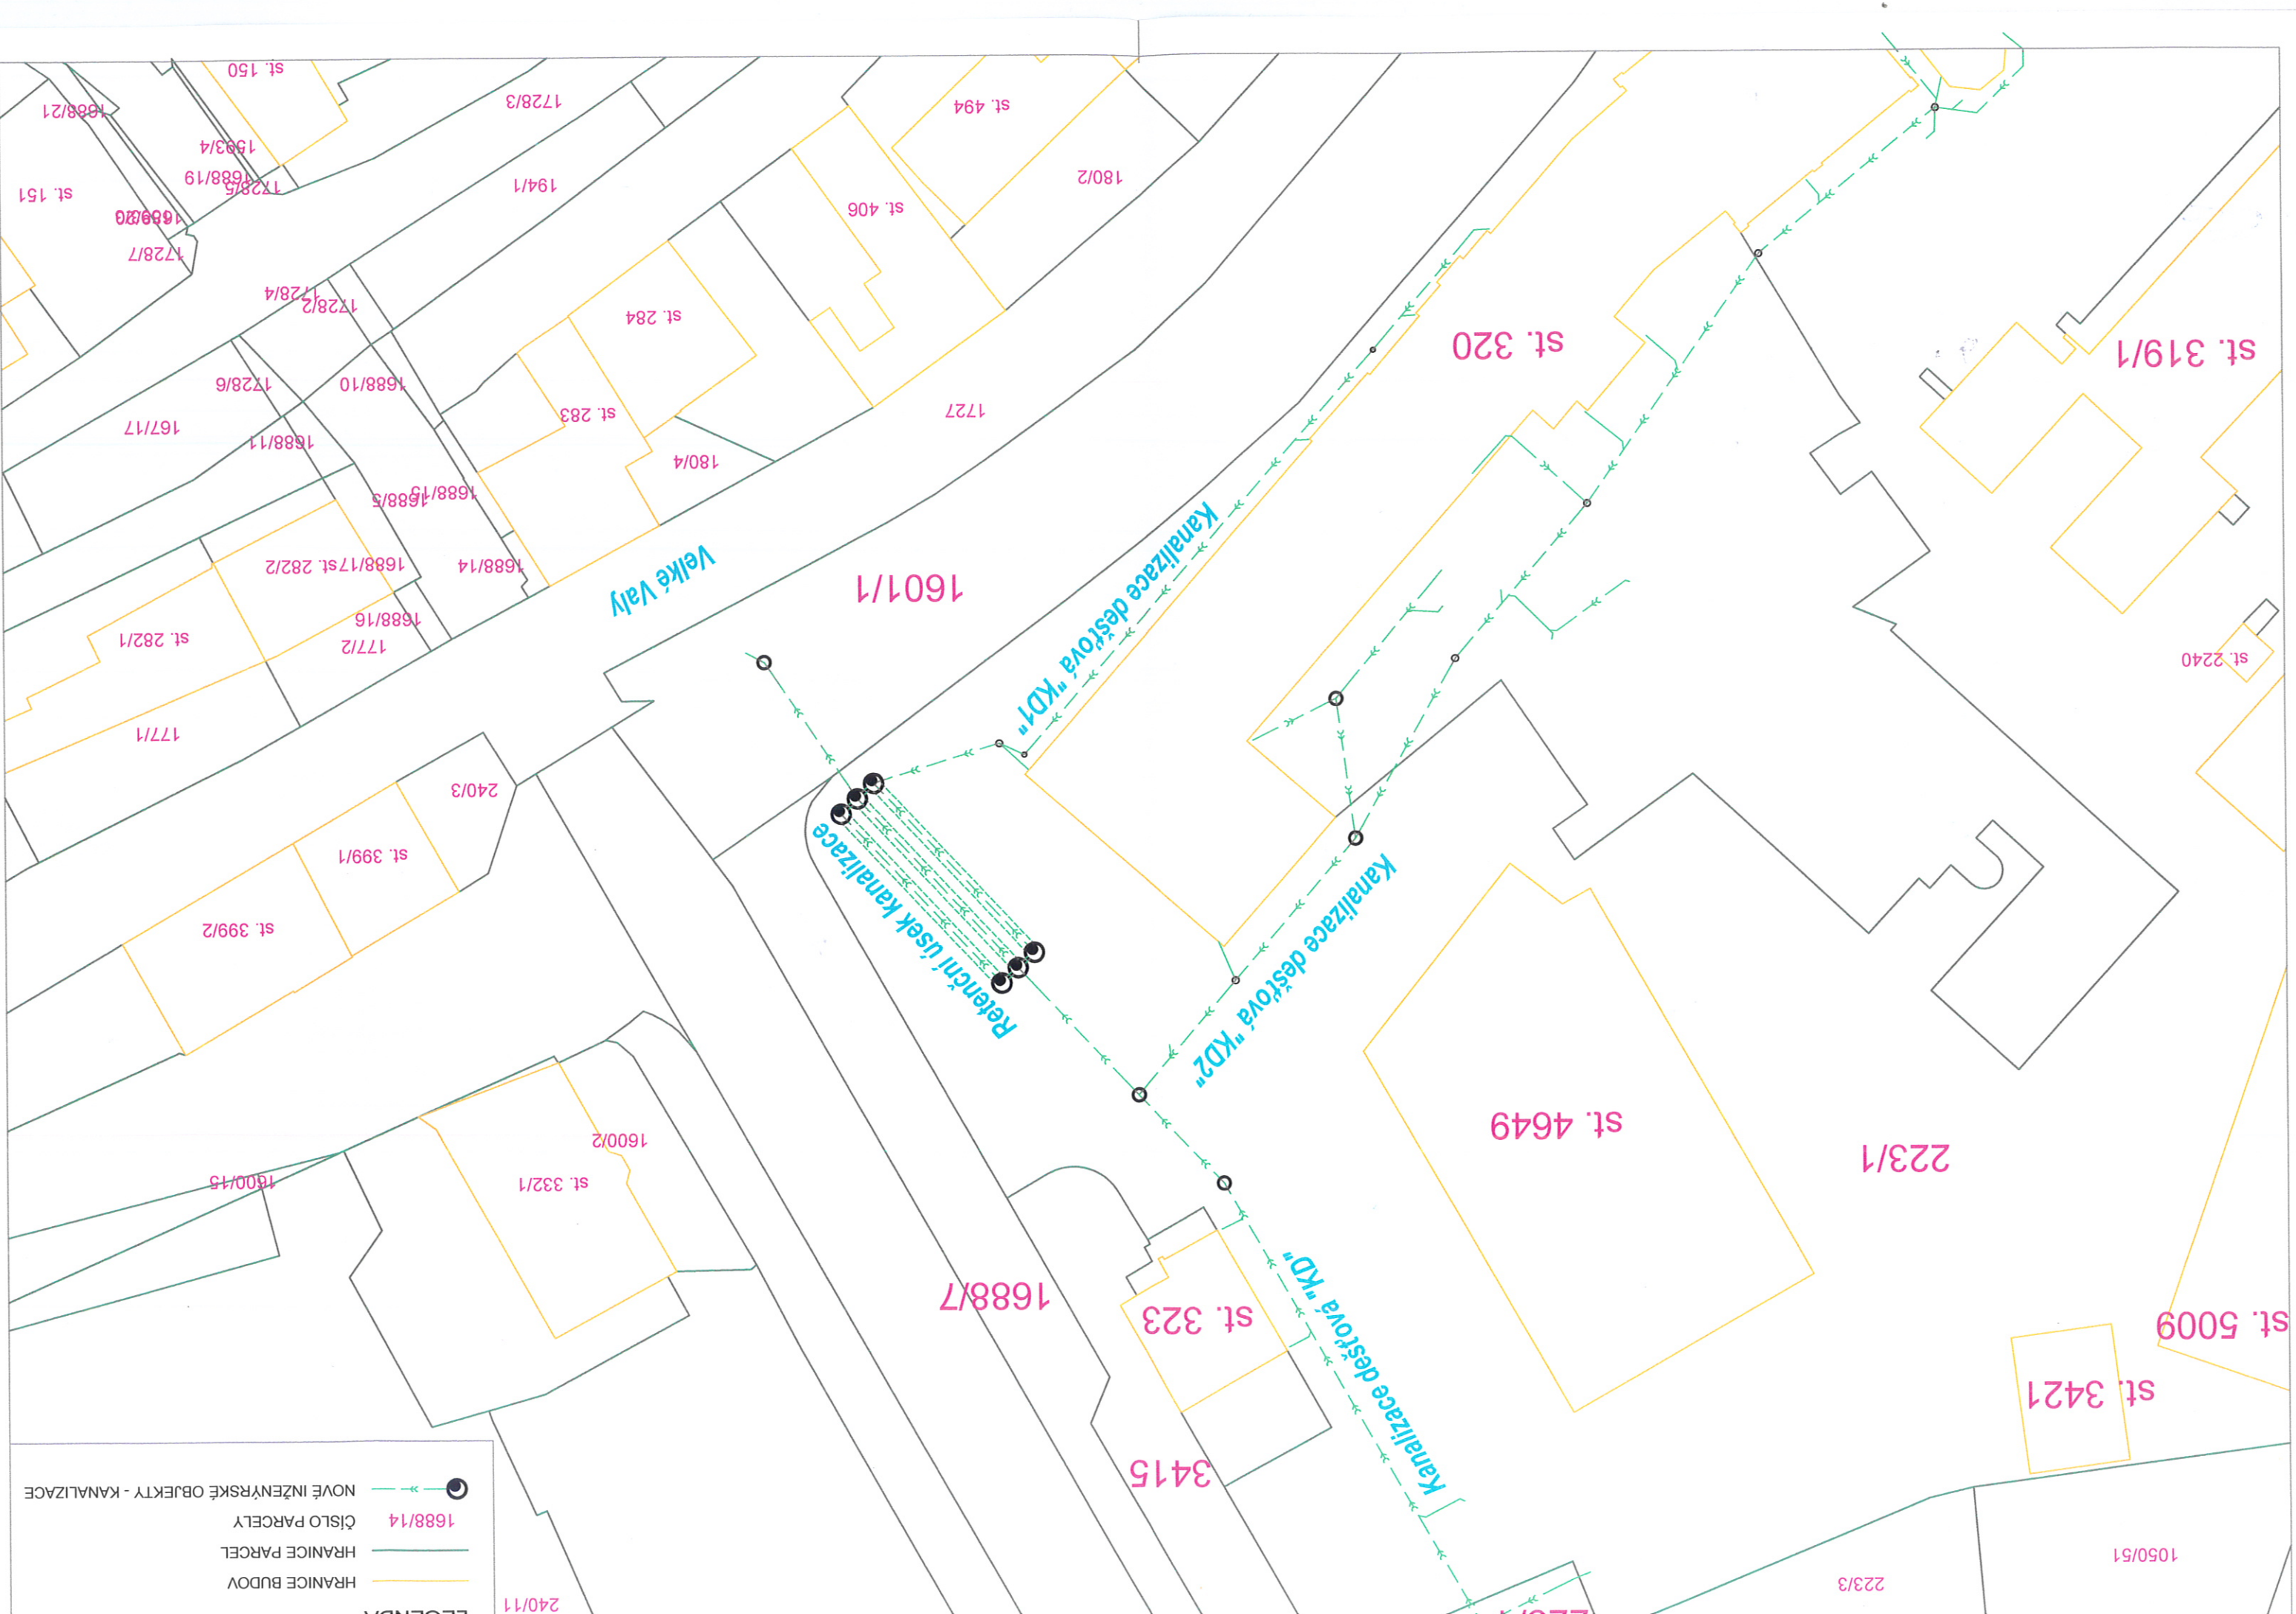 LEGENDA
HRANICE BUDOV
HRANICE PARCEL
1688/14 ČÍSLO PARCELY
NOVÉ INŽENÝRSKÉ OBJEKTY - KANALIZACE
240/11
223/3
1050/51
3415
st. 3421
st. 5009
st. 323
1688/7
Kanalizace dešťová "KD"
223/1
st. 4649
st. 332/1
1600/15
1600/2
Kanalizace dešťová "KD2"
Retenční úsek kanalizace
st. 399/2
st. 399/1
240/3
177/1
Kanalizace dešťová "KD1"
st. 2240
st. 282/1
177/2
1688/16
st. 282/2
1688/17
1688/14
Velké Valy
1601/1
1688/5
1688/15
180/4
1688/11
167/17
st. 283
1727
1728/6
1688/10
st. 319/1
st. 320
st. 284
1728/2
1728/4
1728/7
st. 406
st. 151
1688/19
1728/5
194/1
180/2
1593/4
1688/21
1728/3
st. 494
st. 150